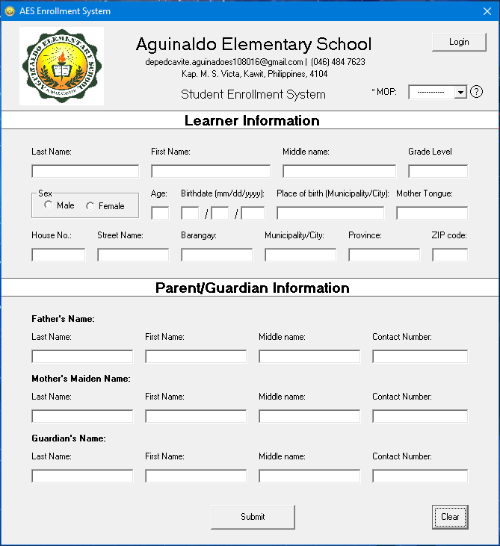 AES Enrollment System
AGUINALDO ELEMENTARY SCHOOL
Aguinaldo Elementary School
Login
depedcavite.aguinadoes108016@gmail.com | (046) 484 7623
Kap. M. S. Victa, Kawit, Philippines, 4104
Student Enrollment System
* MOP: ------------ ?
Learner Information
Last Name: First Name: Middle name: Grade Level
Sex Age: Birthdate (mm/dd/yyyy): Place of birth (Municipality/City): Mother Tongue:
Male Female / /
House No.: Street Name: Barangay: Municipality/City: Province: ZIP code:
Parent/Guardian Information
Father's Name:
Last Name: First Name: Middle name: Contact Number:
Mother's Maiden Name:
Last Name: First Name: Middle name: Contact Number:
Guardian's Name:
Last Name: First Name: Middle name: Contact Number:
Submit Clear